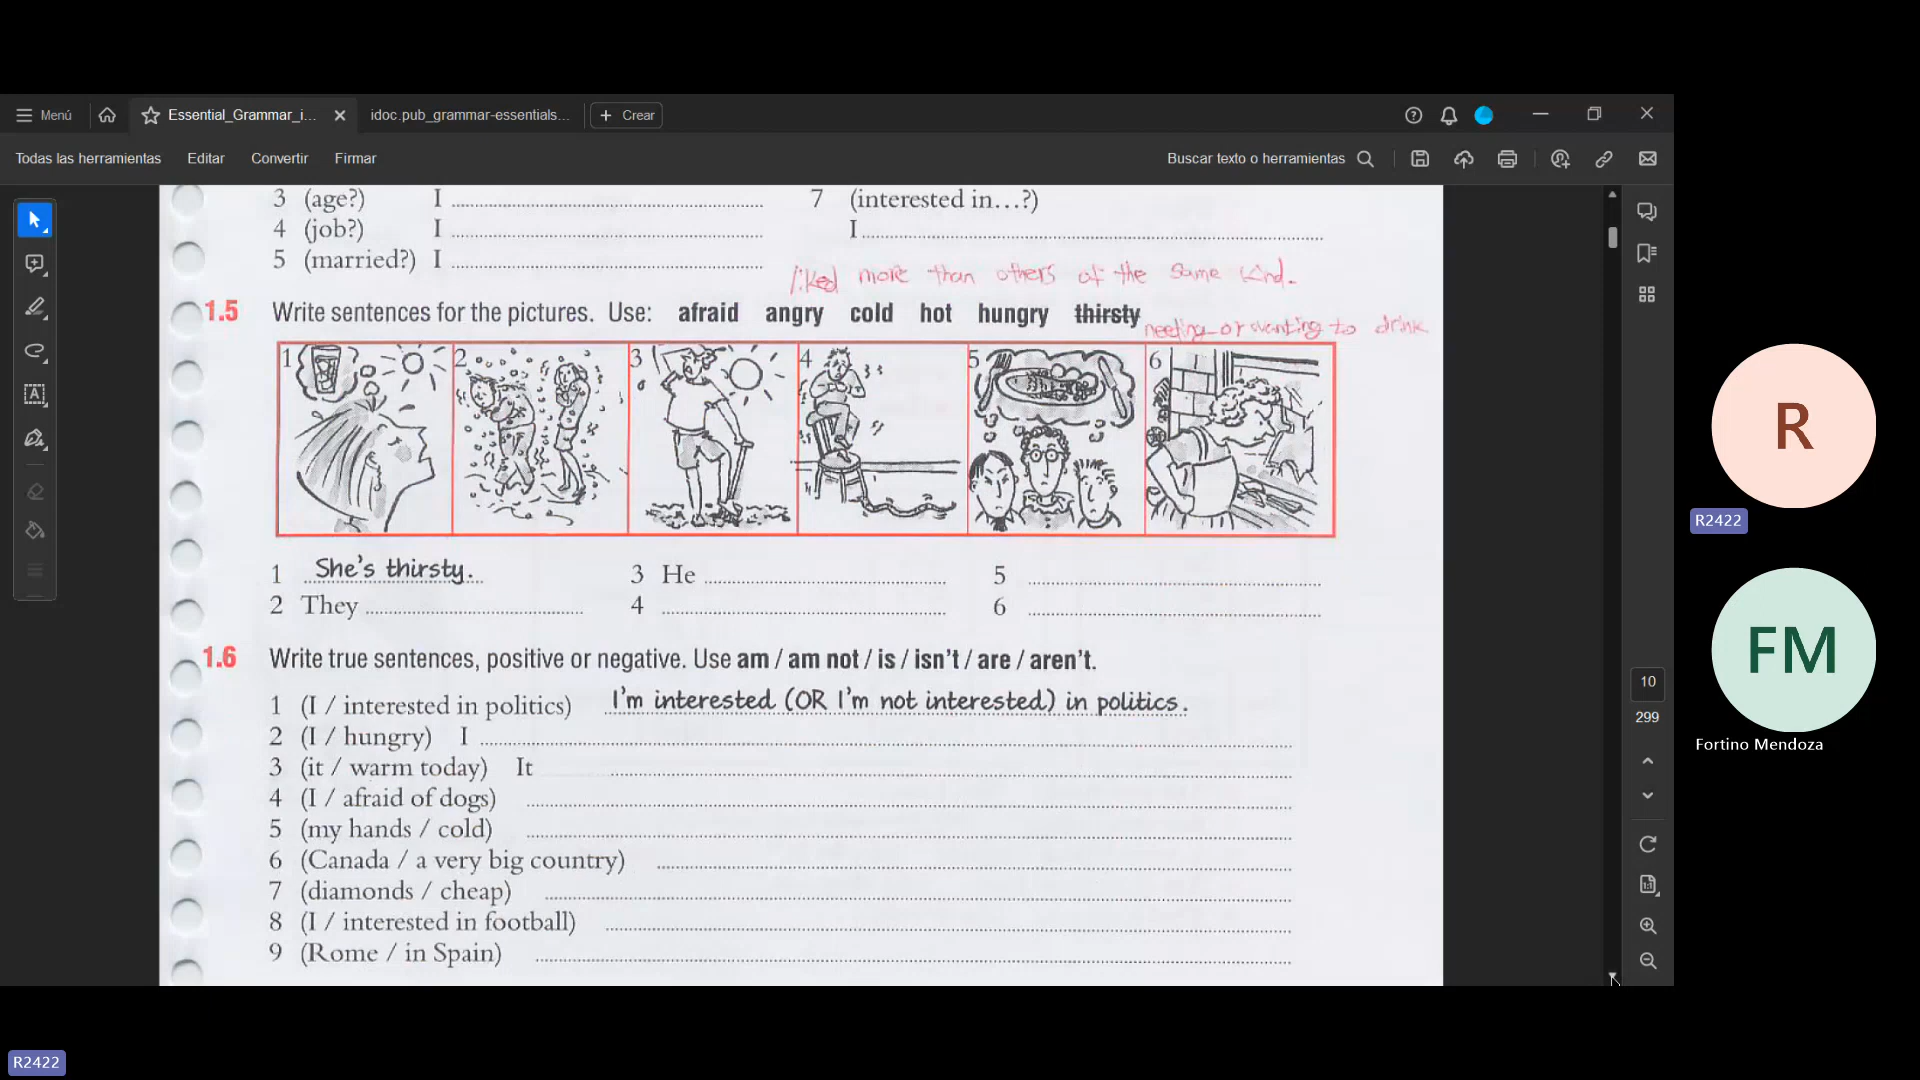 Menú
Essential_Grammar_i...
idoc.pub_grammar-essentials...
Crear
Todas las herramientas
Editar
Convertir
Firmar
Buscar texto o herramientas
3 (age?) I
4 (job?) I
5 (married?) I
7 (interested in...?)
I
liked more than others of the same kind.
1.5 Write sentences for the pictures. Use: afraid angry cold hot hungry thirsty
needing or wanting to drink
1
2
3
4
5
6
1 She's thirsty.
2 They
3 He
4
5
6
1.6 Write true sentences, positive or negative. Use am / am not / is / isn't / are / aren't.
1 (I / interested in politics) I'm interested (OR I'm not interested) in politics.
2 (I / hungry) I
3 (it / warm today) It
4 (I / afraid of dogs)
5 (my hands / cold)
6 (Canada / a very big country)
7 (diamonds / cheap)
8 (I / interested in football)
9 (Rome / in Spain)
10
299
R
R2422
FM
Fortino Mendoza
R2422